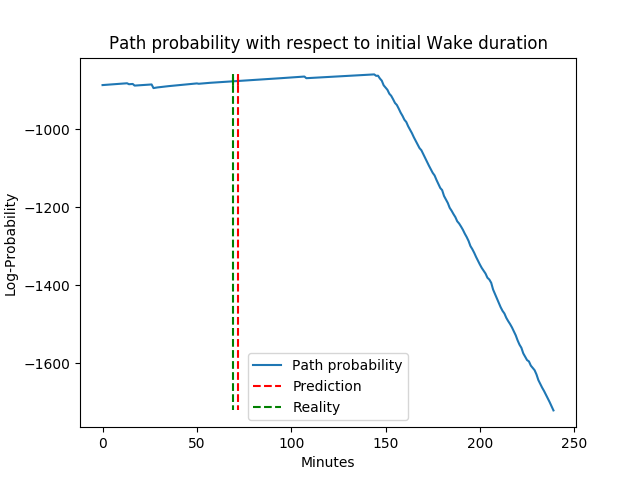 Path probability with respect to initial Wake duration
Log-Probability
−1000
−1200
−1400
−1600
Path probability
Prediction
Reality
0 50 100 150 200 250
Minutes